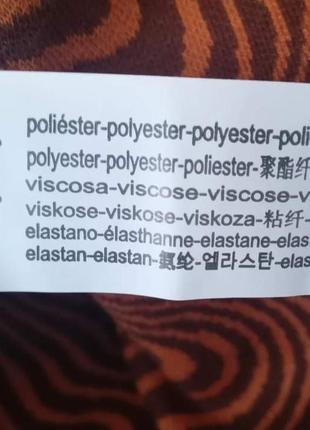 poliéster-polyester-polyester-poli
polyester-polyester-poliester-聚酯纤
viscosa-viscose-viscose-v
viskose-viskose-viskoza-粘纤-
elastano-élasthanne-elastane-elas
elastan-elastan-氨纶-엘라스탄-elas